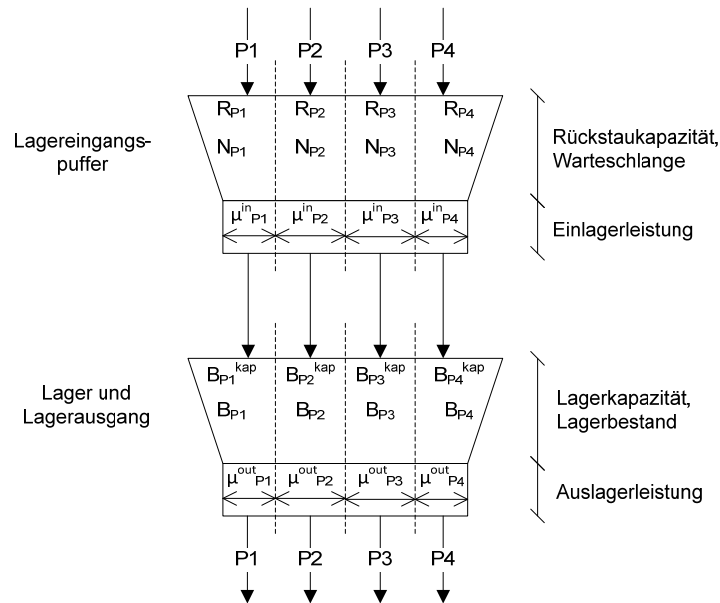 P1 P2 P3 P4
R_P1 R_P2 R_P3 R_P4
N_P1 N_P2 N_P3 N_P4
Lagereingangs-
puffer
Rückstaukapazität,
Warteschlange
μ^in_P1 μ^in_P2 μ^in_P3 μ^in_P4
Einlagerleistung
B_P1^kap B_P2^kap B_P3^kap B_P4^kap
B_P1 B_P2 B_P3 B_P4
Lager und
Lagerausgang
Lagerkapazität,
Lagerbestand
μ^out_P1 μ^out_P2 μ^out_P3 μ^out_P4
Auslagerleistung
P1 P2 P3 P4